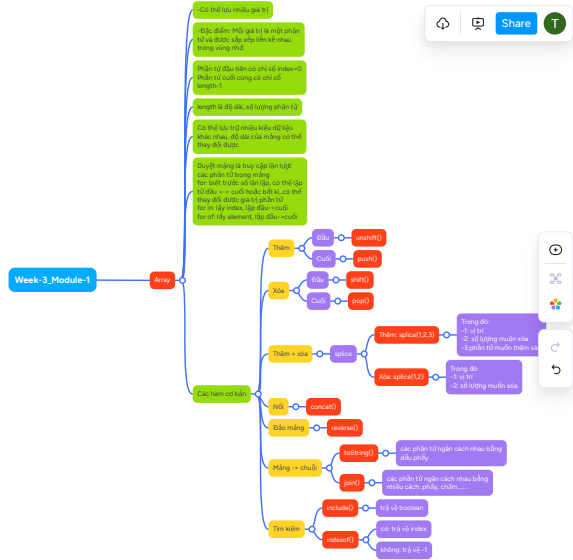 -Có thể lưu nhiều giá trị
-Đặc điểm: Mỗi giá trị là một phần
tử và được sắp xếp liền kề nhau
trong vùng nhớ
Phần tử đầu tiên có chỉ số index=0
Phần tử cuối cùng có chỉ số
length-1
length là độ dài, số lượng phần tử
Có thể lưu trữ nhiều kiểu dữ liệu
khác nhau, độ dài của mảng có thể
thay đổi được
Duyệt mảng là truy cập lần lượt
các phần tử trong mảng
for: biết trước số lần lặp, có thể lặp
từ đầu <-> cuối hoặc bất kì, có thể
thay đổi được giá trị phần tử
for in: lấy index, lặp đầu->cuối
for of: lấy element, lặp đầu->cuối
Share
T
Week-3_Module-1
Array
Các hàm cơ bản
Thêm
Đầu
unshift()
Cuối
push()
Xóa
Đầu
shift()
Cuối
pop()
Thêm + xóa
splice
Thêm: splice(1,2,3)
Trong đó:
-1: vị trí
-2: số lượng muốn xóa
-3:phần tử muốn thêm và
Xóa: splice(1,2)
Trong đó:
-1: vị trí
-2: số lượng muốn xóa
Nối
concat()
Đảo mảng
reverse()
Mảng -> chuỗi
toString()
các phần tử ngăn cách nhau bằng
dấu phẩy
join()
các phần tử ngăn cách nhau bằng
nhiều cách: phẩy, chấm,.....
Tìm kiếm
include()
trả về boolean
indexof()
có: trả về index
không: trả về -1